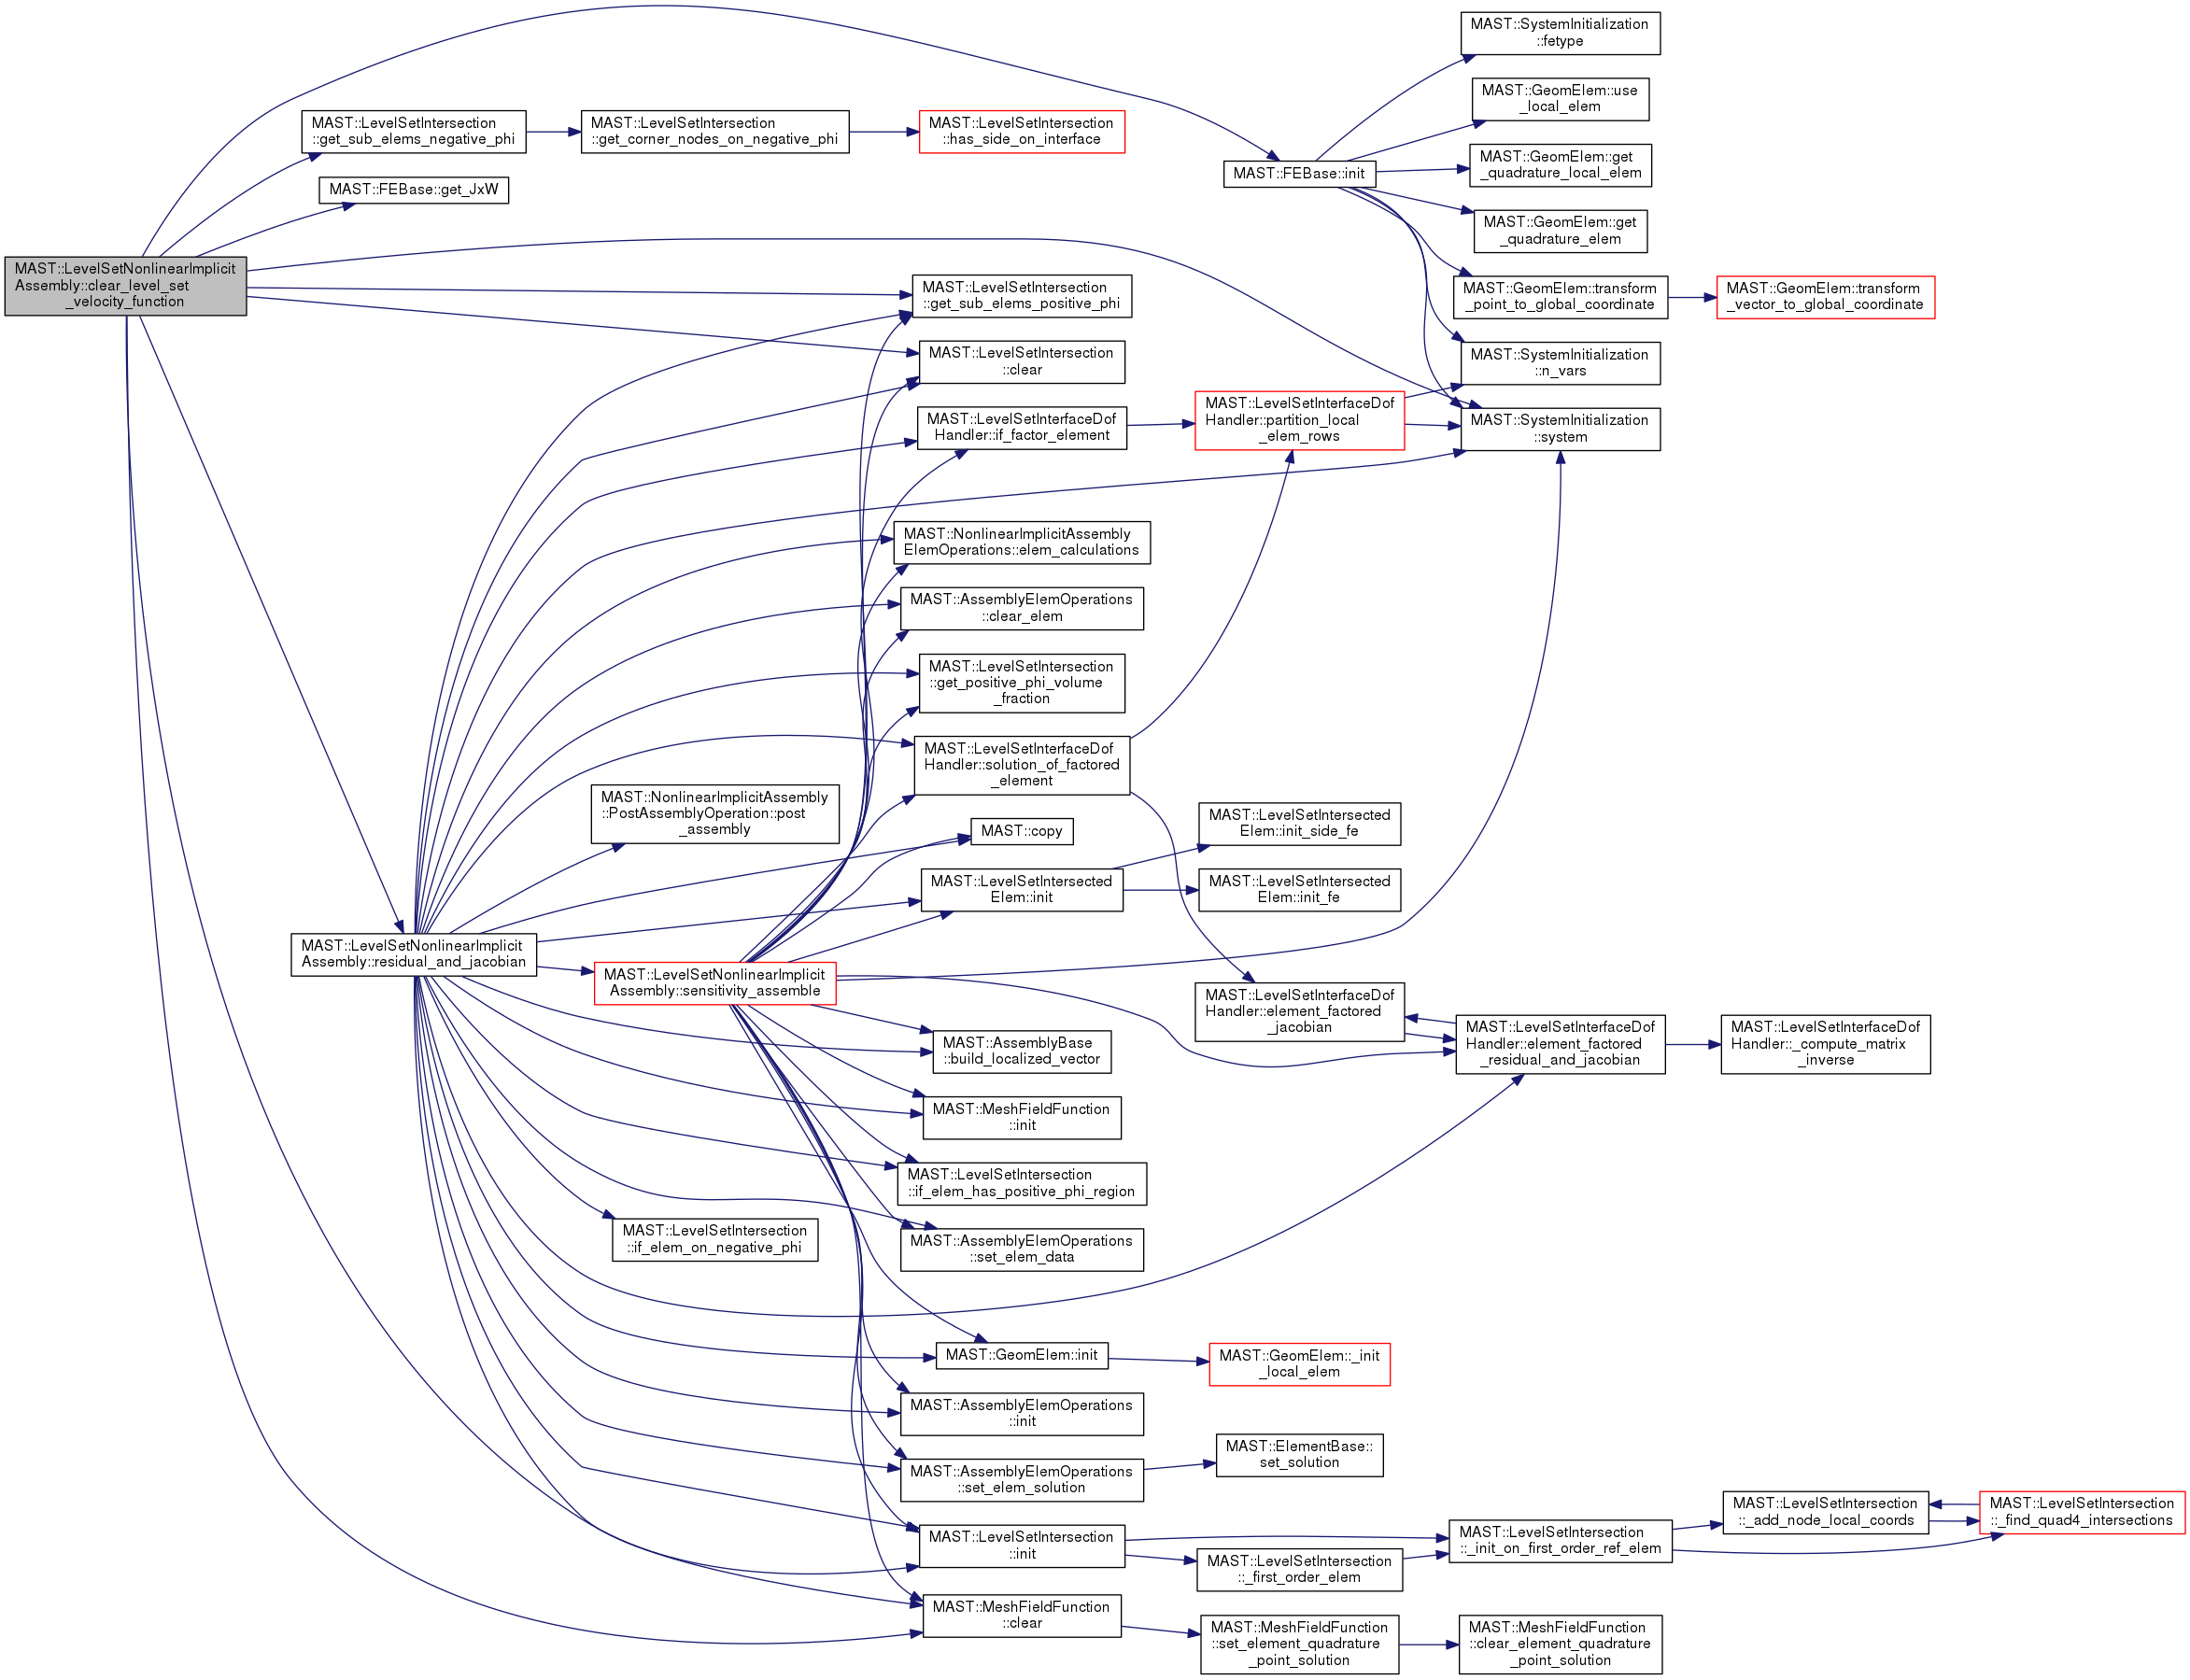 MAST::LevelSetNonlinearImplicit
Assembly::clear_level_set
_velocity_function
MAST::LevelSetIntersection
::get_sub_elems_negative_phi
MAST::FEBase::get_JxW
MAST::LevelSetNonlinearImplicit
Assembly::residual_and_jacobian
MAST::LevelSetIntersection
::get_corner_nodes_on_negative_phi
MAST::NonlinearImplicitAssembly
::PostAssemblyOperation::post
_assembly
MAST::LevelSetNonlinearImplicit
Assembly::sensitivity_assemble
MAST::LevelSetIntersection
::if_elem_on_negative_phi
MAST::LevelSetIntersection
::has_side_on_interface
MAST::LevelSetIntersection
::get_sub_elems_positive_phi
MAST::LevelSetIntersection
::clear
MAST::LevelSetInterfaceDof
Handler::if_factor_element
MAST::NonlinearImplicitAssembly
ElemOperations::elem_calculations
MAST::AssemblyElemOperations
::clear_elem
MAST::LevelSetIntersection
::get_positive_phi_volume
_fraction
MAST::LevelSetInterfaceDof
Handler::solution_of_factored
_element
MAST::copy
MAST::LevelSetIntersected
Elem::init
MAST::AssemblyBase
::build_localized_vector
MAST::MeshFieldFunction
::init
MAST::LevelSetIntersection
::if_elem_has_positive_phi_region
MAST::AssemblyElemOperations
::set_elem_data
MAST::GeomElem::init
MAST::AssemblyElemOperations
::init
MAST::AssemblyElemOperations
::set_elem_solution
MAST::LevelSetIntersection
::init
MAST::MeshFieldFunction
::clear
MAST::FEBase::init
MAST::LevelSetInterfaceDof
Handler::partition_local
_elem_rows
MAST::LevelSetIntersected
Elem::init_side_fe
MAST::LevelSetIntersected
Elem::init_fe
MAST::LevelSetInterfaceDof
Handler::element_factored
_jacobian
MAST::GeomElem::_init
_local_elem
MAST::ElementBase::
set_solution
MAST::LevelSetIntersection
::_first_order_elem
MAST::MeshFieldFunction
::set_element_quadrature
_point_solution
MAST::SystemInitialization
::fetype
MAST::GeomElem::use
_local_elem
MAST::GeomElem::get
_quadrature_local_elem
MAST::GeomElem::get
_quadrature_elem
MAST::GeomElem::transform
_point_to_global_coordinate
MAST::SystemInitialization
::n_vars
MAST::SystemInitialization
::system
MAST::LevelSetInterfaceDof
Handler::element_factored
_residual_and_jacobian
MAST::LevelSetIntersection
::_init_on_first_order_ref_elem
MAST::MeshFieldFunction
::clear_element_quadrature
_point_solution
MAST::GeomElem::transform
_vector_to_global_coordinate
MAST::LevelSetInterfaceDof
Handler::_compute_matrix
_inverse
MAST::LevelSetIntersection
::_add_node_local_coords
MAST::LevelSetIntersection
::_find_quad4_intersections